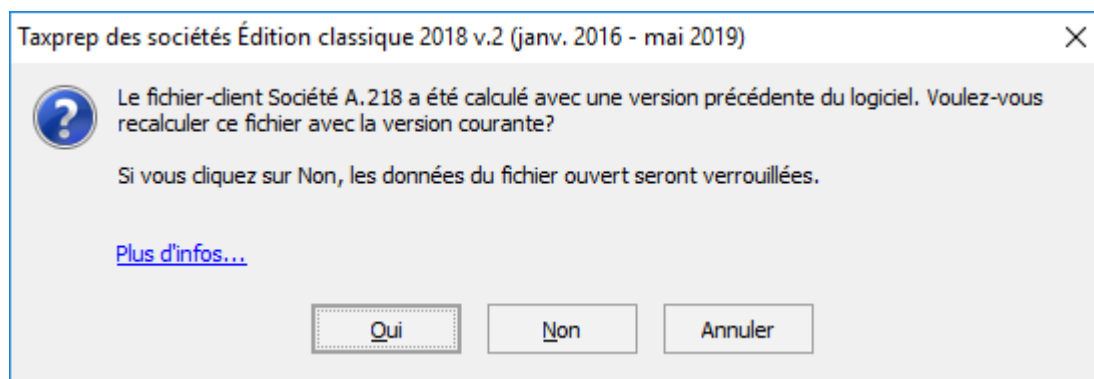 Taxprep des sociétés Édition classique 2018 v.2 (janv. 2016 - mai 2019)
Le fichier-client Société A.218 a été calculé avec une version précédente du logiciel. Voulez-vous
recalculer ce fichier avec la version courante?
Si vous cliquez sur Non, les données du fichier ouvert seront verrouillées.
Plus d'infos...
Oui Non Annuler